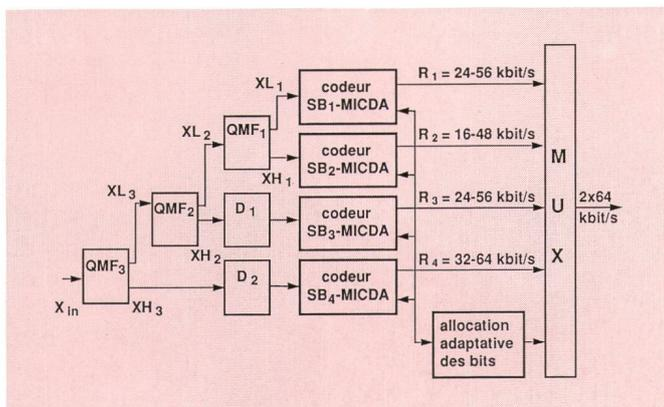 XL1
codeur
SB1-MICDA
R1 = 24-56 kbit/s
XL2
QMF1
XH1
codeur
SB2-MICDA
R2 = 16-48 kbit/s
XL3
QMF2
XH2
D1
codeur
SB3-MICDA
R3 = 24-56 kbit/s
Xin
QMF3
XH3
D2
codeur
SB4-MICDA
R4 = 32-64 kbit/s
allocation
adaptative
des bits
M
U
X
2x64
kbit/s